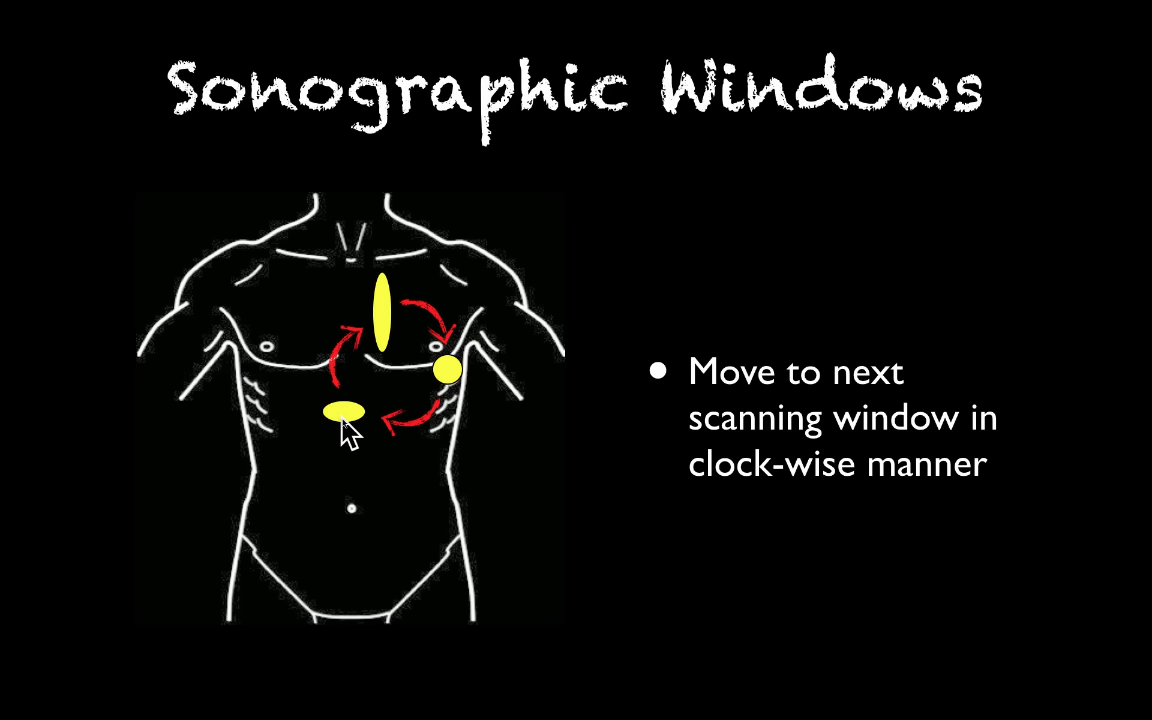 Sonographic Windows
• Move to next
scanning window in
clock-wise manner